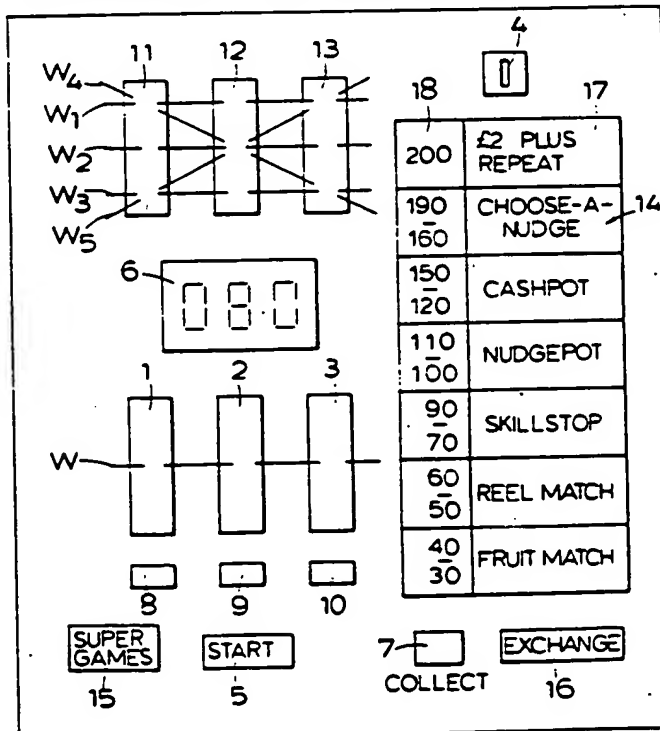 11 12 13 4
W4
W1
W2
W3
W5
18 17
200 £2 PLUS
REPEAT
190
–
160 CHOOSE-A-
NUDGE 14
150
–
120 CASHPOT
110
–
100 NUDGEPOT
90
–
70 SKILLSTOP
60
–
50 REEL MATCH
40
–
30 FRUIT MATCH
6
080
1 2 3
W
8 9 10
SUPER
GAMES
15
START
5
7
COLLECT
EXCHANGE
16